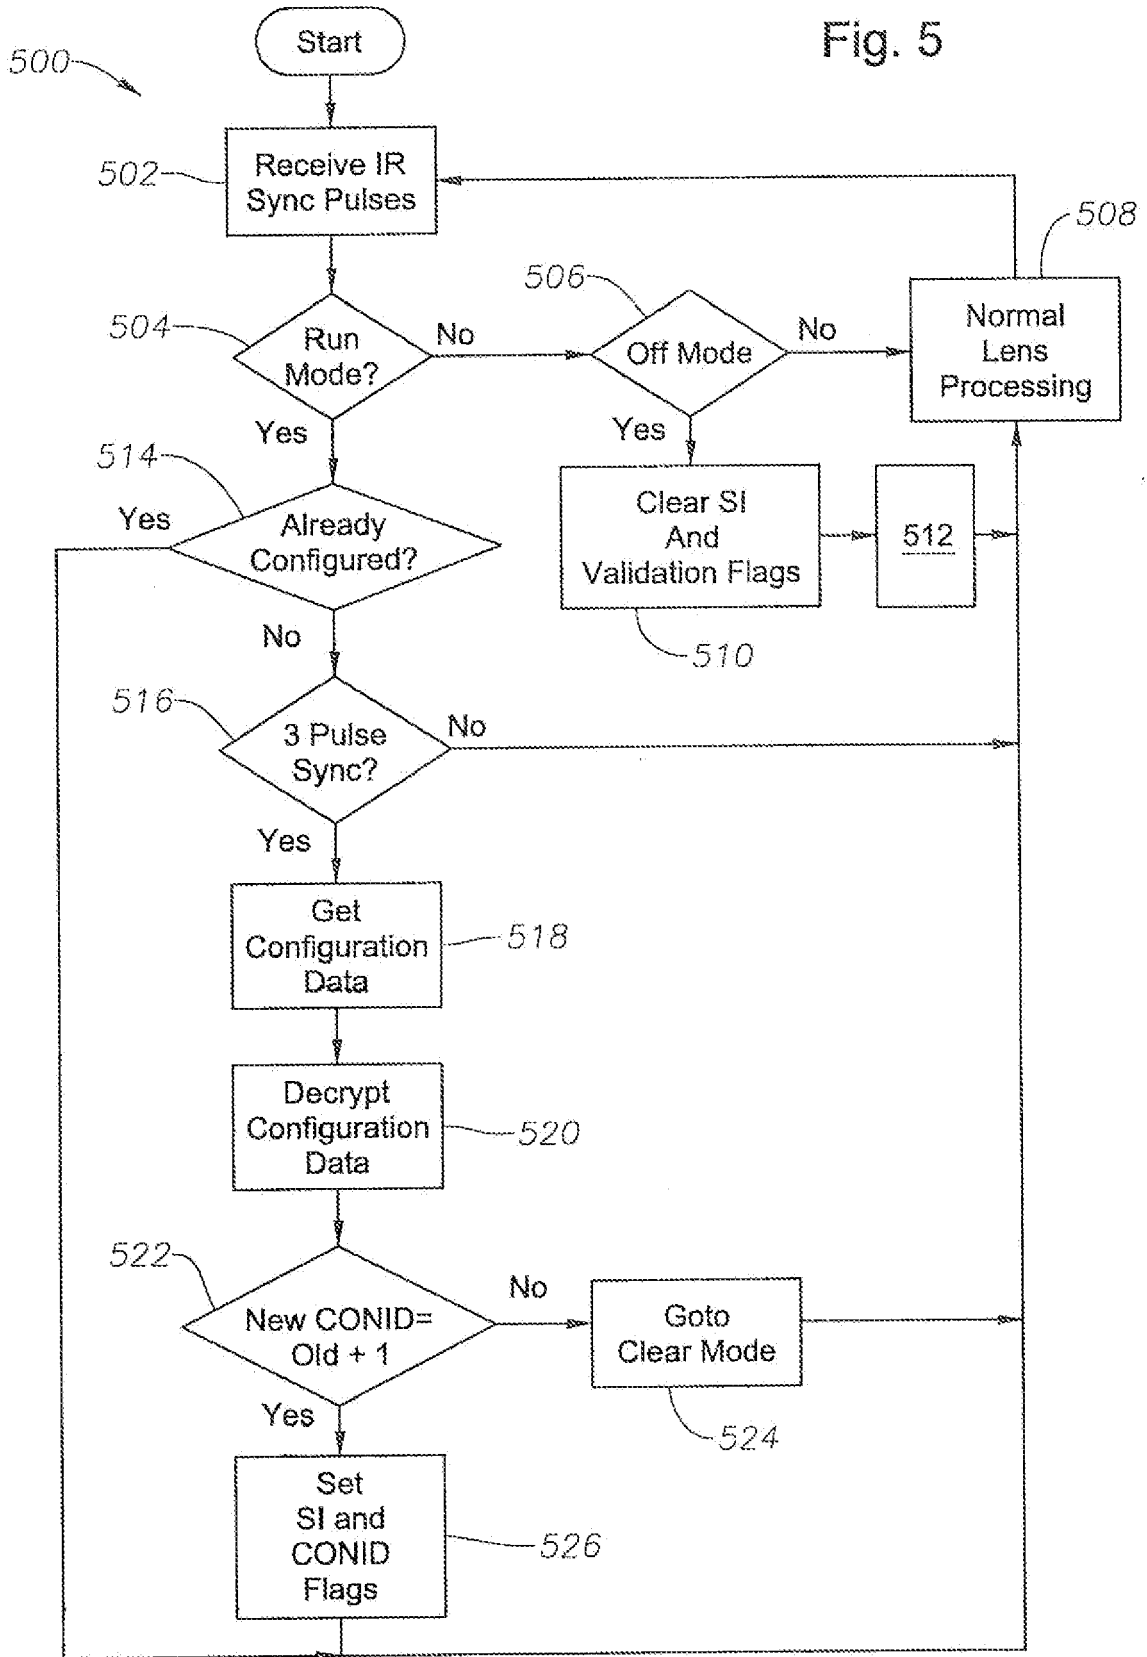 Fig. 5
500
Start
502
Receive IR
Sync Pulses
508
Normal
Lens
Processing
504
Run
Mode?
No
506
Off Mode
No
Yes
Yes
514
Already
Configured?
Yes
No
Clear SI
And
Validation Flags
510
512
516
3 Pulse
Sync?
No
Yes
Get
Configuration
Data
518
Decrypt
Configuration
Data
520
522
New CONID=
Old + 1
No
Goto
Clear Mode
524
Yes
Set
SI and
CONID
Flags
526